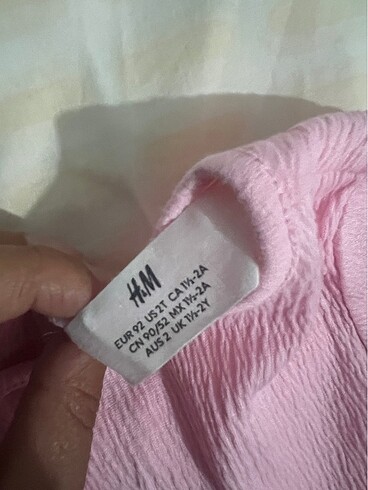 H&M
EUR 92 US 2T CA 1½-2A
CN 90/52 MX 1½-2A
AUS 2 UK 1½-2Y